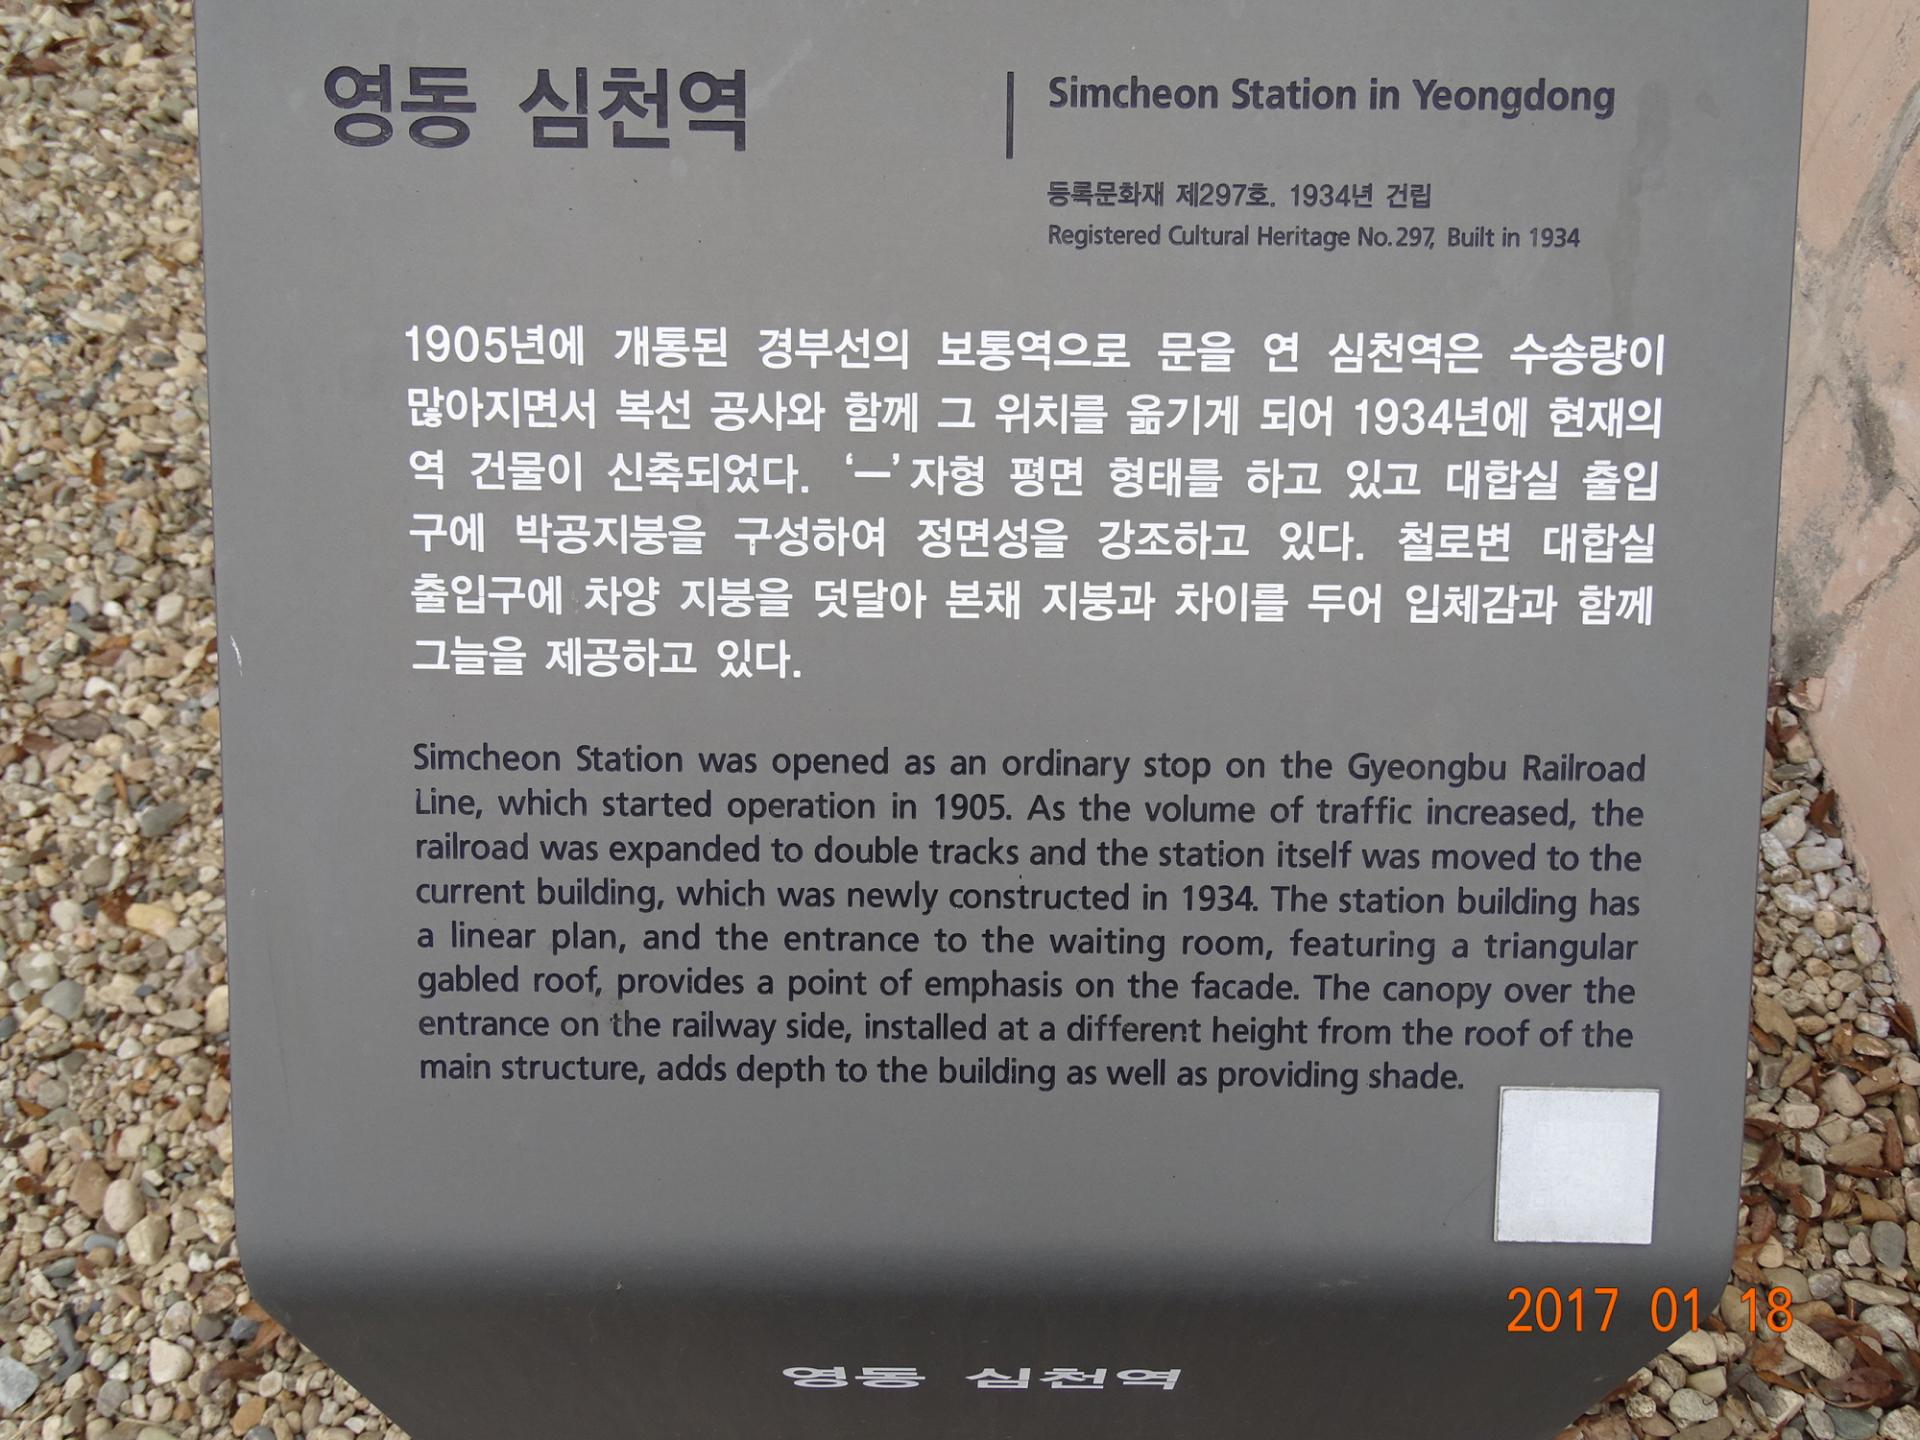 영동 심천역
Simcheon Station in Yeongdong
등록문화재 제297호. 1934년 건립
Registered Cultural Heritage No.297, Built in 1934
1905년에 개통된 경부선의 보통역으로 문을 연 심천역은 수송량이
많아지면서 복선 공사와 함께 그 위치를 옮기게 되어 1934년에 현재의
역 건물이 신축되었다. ‘ㅡ’자형 평면 형태를 하고 있고 대합실 출입
구에 박공지붕을 구성하여 정면성을 강조하고 있다. 철로변 대합실
출입구에 차양 지붕을 덧달아 본채 지붕과 차이를 두어 입체감과 함께
그늘을 제공하고 있다.
Simcheon Station was opened as an ordinary stop on the Gyeongbu Railroad
Line, which started operation in 1905. As the volume of traffic increased, the
railroad was expanded to double tracks and the station itself was moved to the
current building, which was newly constructed in 1934. The station building has
a linear plan, and the entrance to the waiting room, featuring a triangular
gabled roof, provides a point of emphasis on the facade. The canopy over the
entrance on the railway side, installed at a different height from the roof of the
main structure, adds depth to the building as well as providing shade.
2017 01 18
영동 심천역